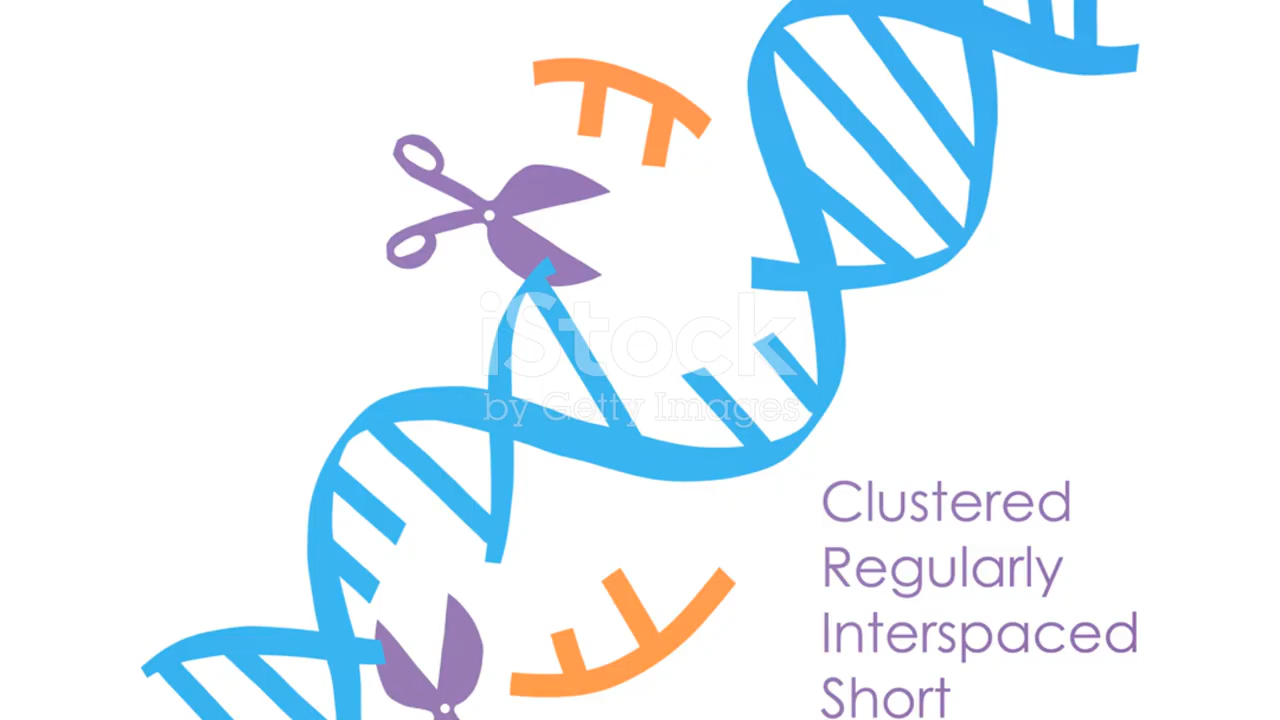 iStock
by Getty Images
Clustered
Regularly
Interspaced
Short